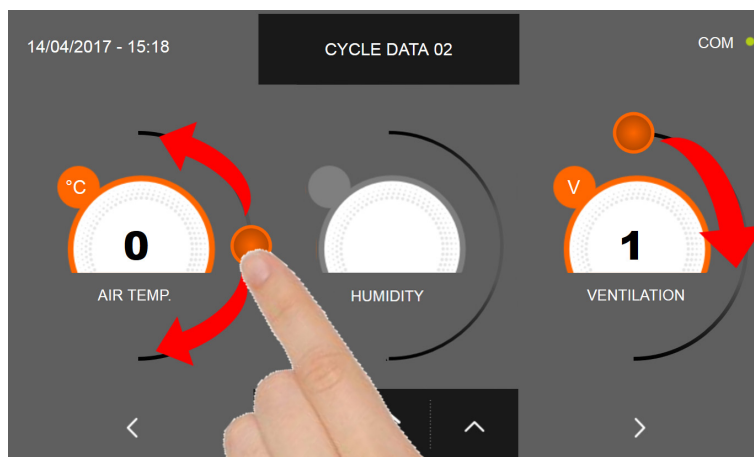 14/04/2017 - 15:18
CYCLE DATA 02
COM
°C
V
0
1
AIR TEMP.
HUMIDITY
VENTILATION